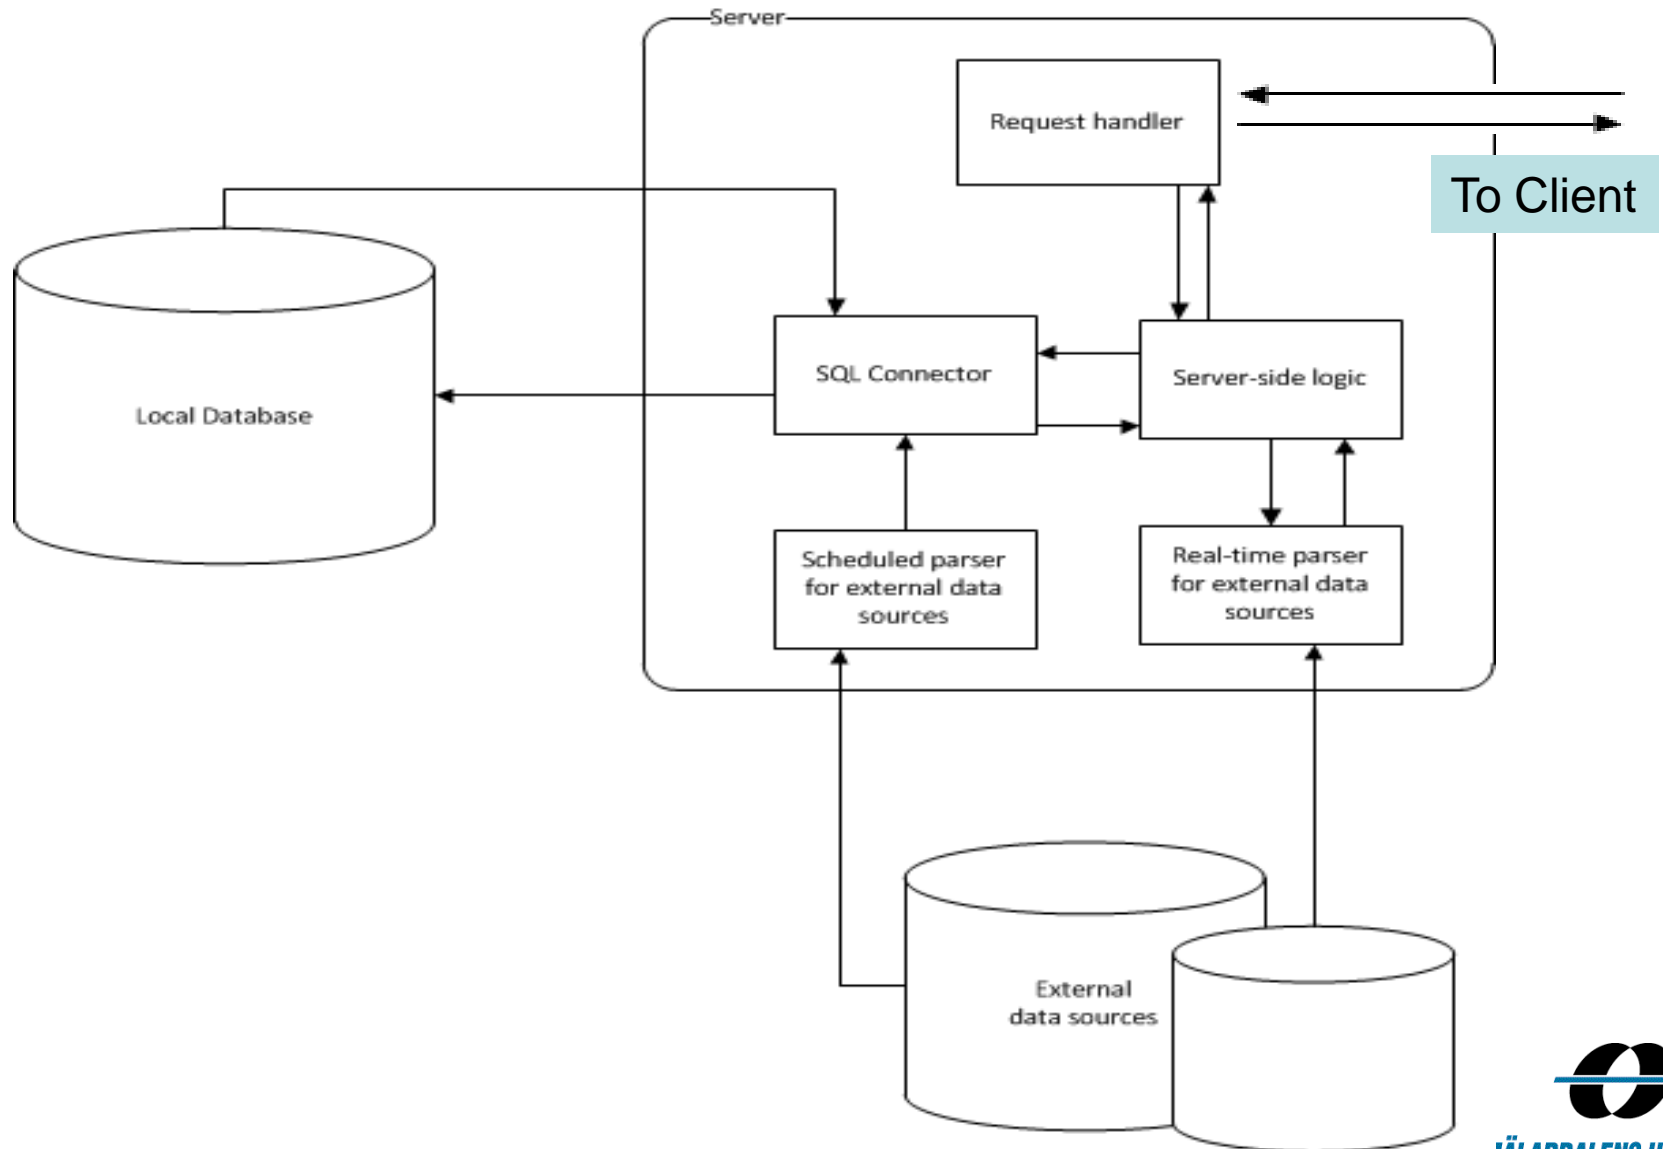 Server
Request handler
To Client
SQL Connector
Server-side logic
Local Database
Scheduled parser
for external data
sources
Real-time parser
for external data
sources
External
data sources